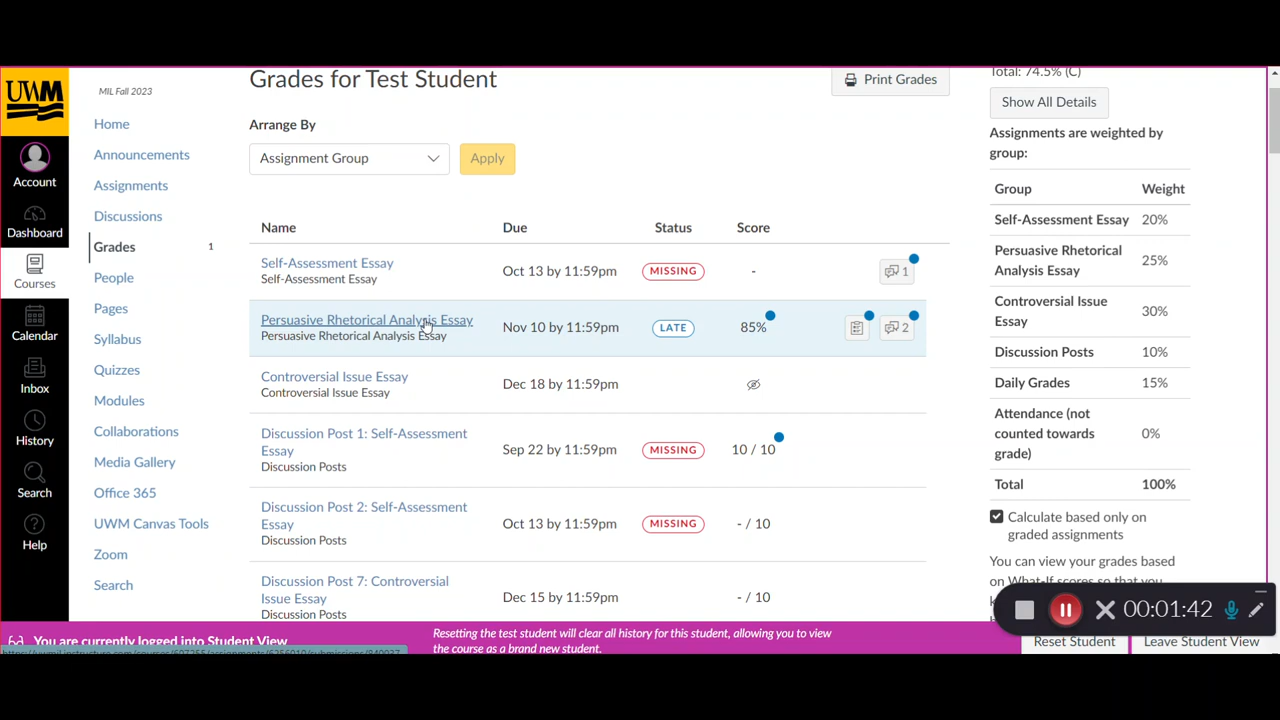 UWM
Account
Dashboard
Courses
Calendar
Inbox
History
Search
Help
MIL Fall 2023
Home
Announcements
Assignments
Discussions
Grades 1
People
Pages
Syllabus
Quizzes
Modules
Collaborations
Media Gallery
Office 365
UWM Canvas Tools
Zoom
Search
Grades for Test Student
Print Grades
Arrange By
Assignment Group
Apply
Name Due Status Score
Self-Assessment Essay
Self-Assessment Essay
Oct 13 by 11:59pm MISSING - 1
Persuasive Rhetorical Analysis Essay
Persuasive Rhetorical Analysis Essay
Nov 10 by 11:59pm LATE 85% 2
Controversial Issue Essay
Controversial Issue Essay
Dec 18 by 11:59pm
Discussion Post 1: Self-Assessment
Essay
Discussion Posts
Sep 22 by 11:59pm MISSING 10 / 10
Discussion Post 2: Self-Assessment
Essay
Discussion Posts
Oct 13 by 11:59pm MISSING - / 10
Discussion Post 7: Controversial
Issue Essay
Discussion Posts
Dec 15 by 11:59pm - / 10
Total: 74.5% (C)
Show All Details
Assignments are weighted by
group:
Group Weight
Self-Assessment Essay 20%
Persuasive Rhetorical
Analysis Essay
25%
Controversial Issue
Essay
30%
Discussion Posts 10%
Daily Grades 15%
Attendance (not
counted towards
grade)
0%
Total 100%
Calculate based only on
graded assignments
You can view your grades based
on What-If scores so that you
00:01:42
You are currently logged into Student View
Resetting the test student will clear all history for this student, allowing you to view
the course as a brand new student.
Reset Student
Leave Student View